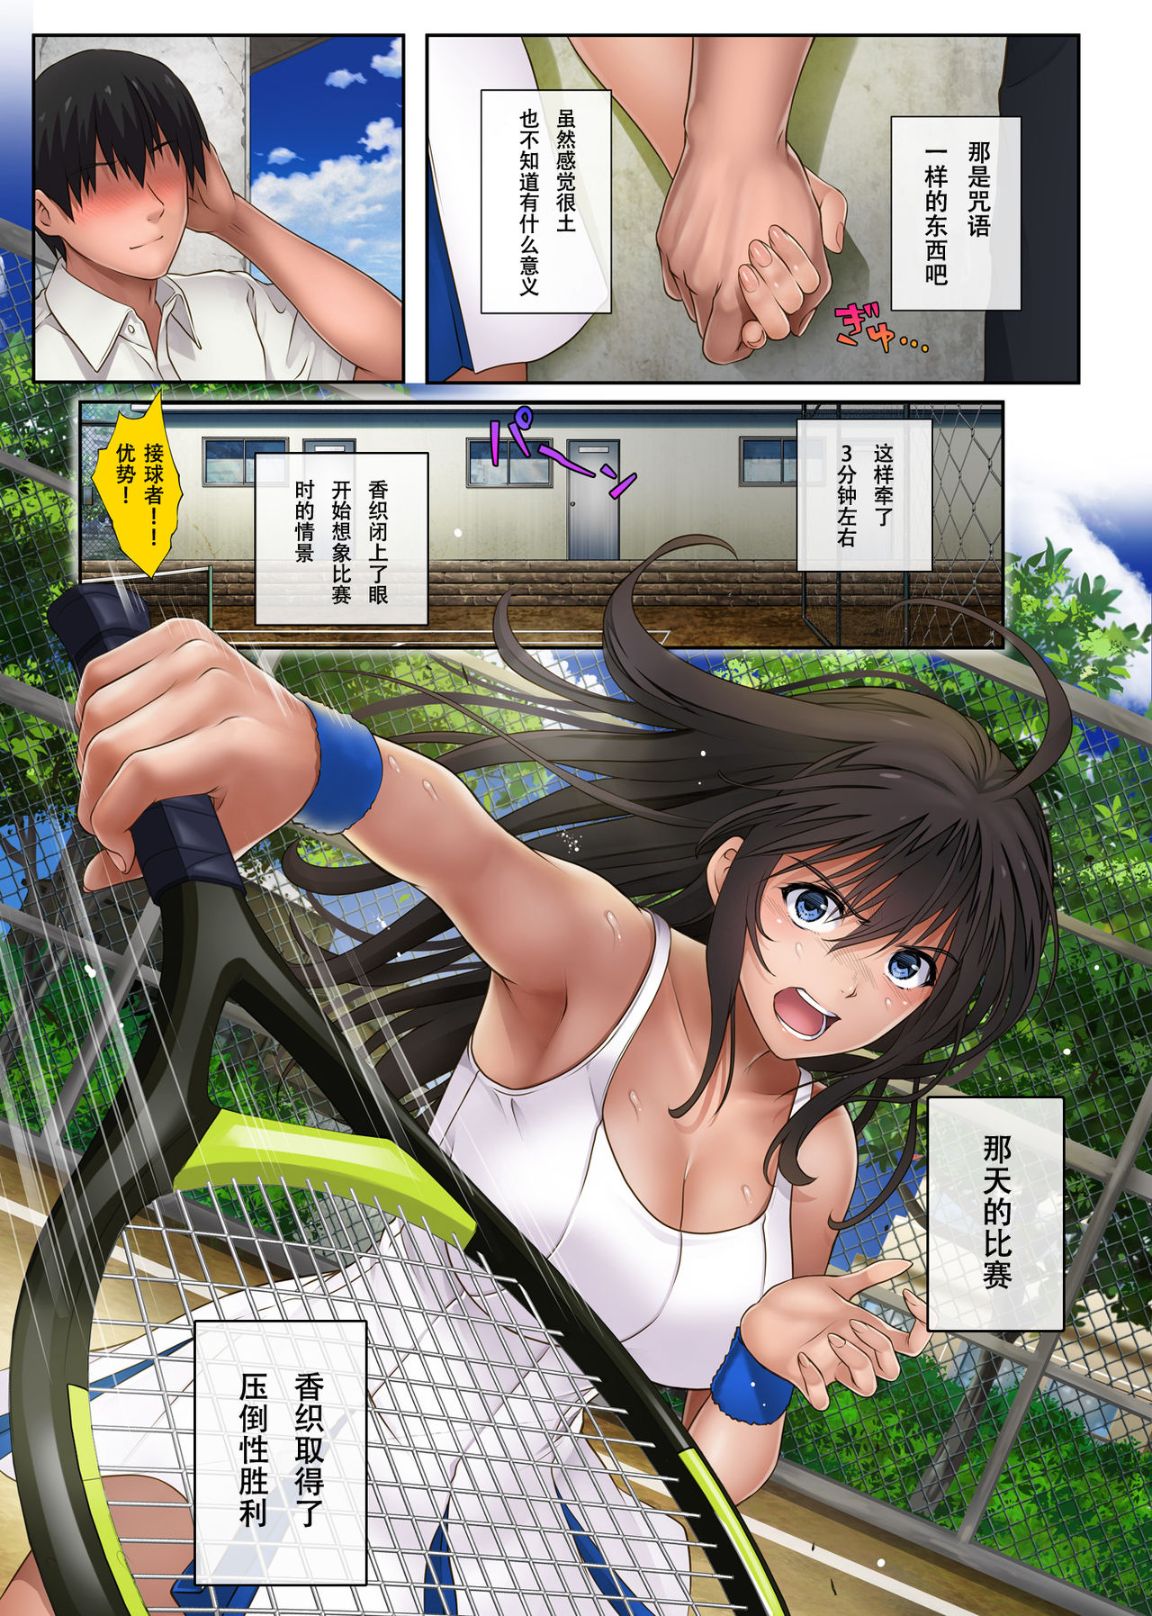 那是咒语
一样的东西吧
ぎゅ…
虽然感觉很土
也不知道有什么意义
这样牵了
3分钟左右
パーン
香织闭上了眼
开始想象比赛
时的情景
接球者！！
优势！
那天的比赛
香织取得了
压倒性胜利